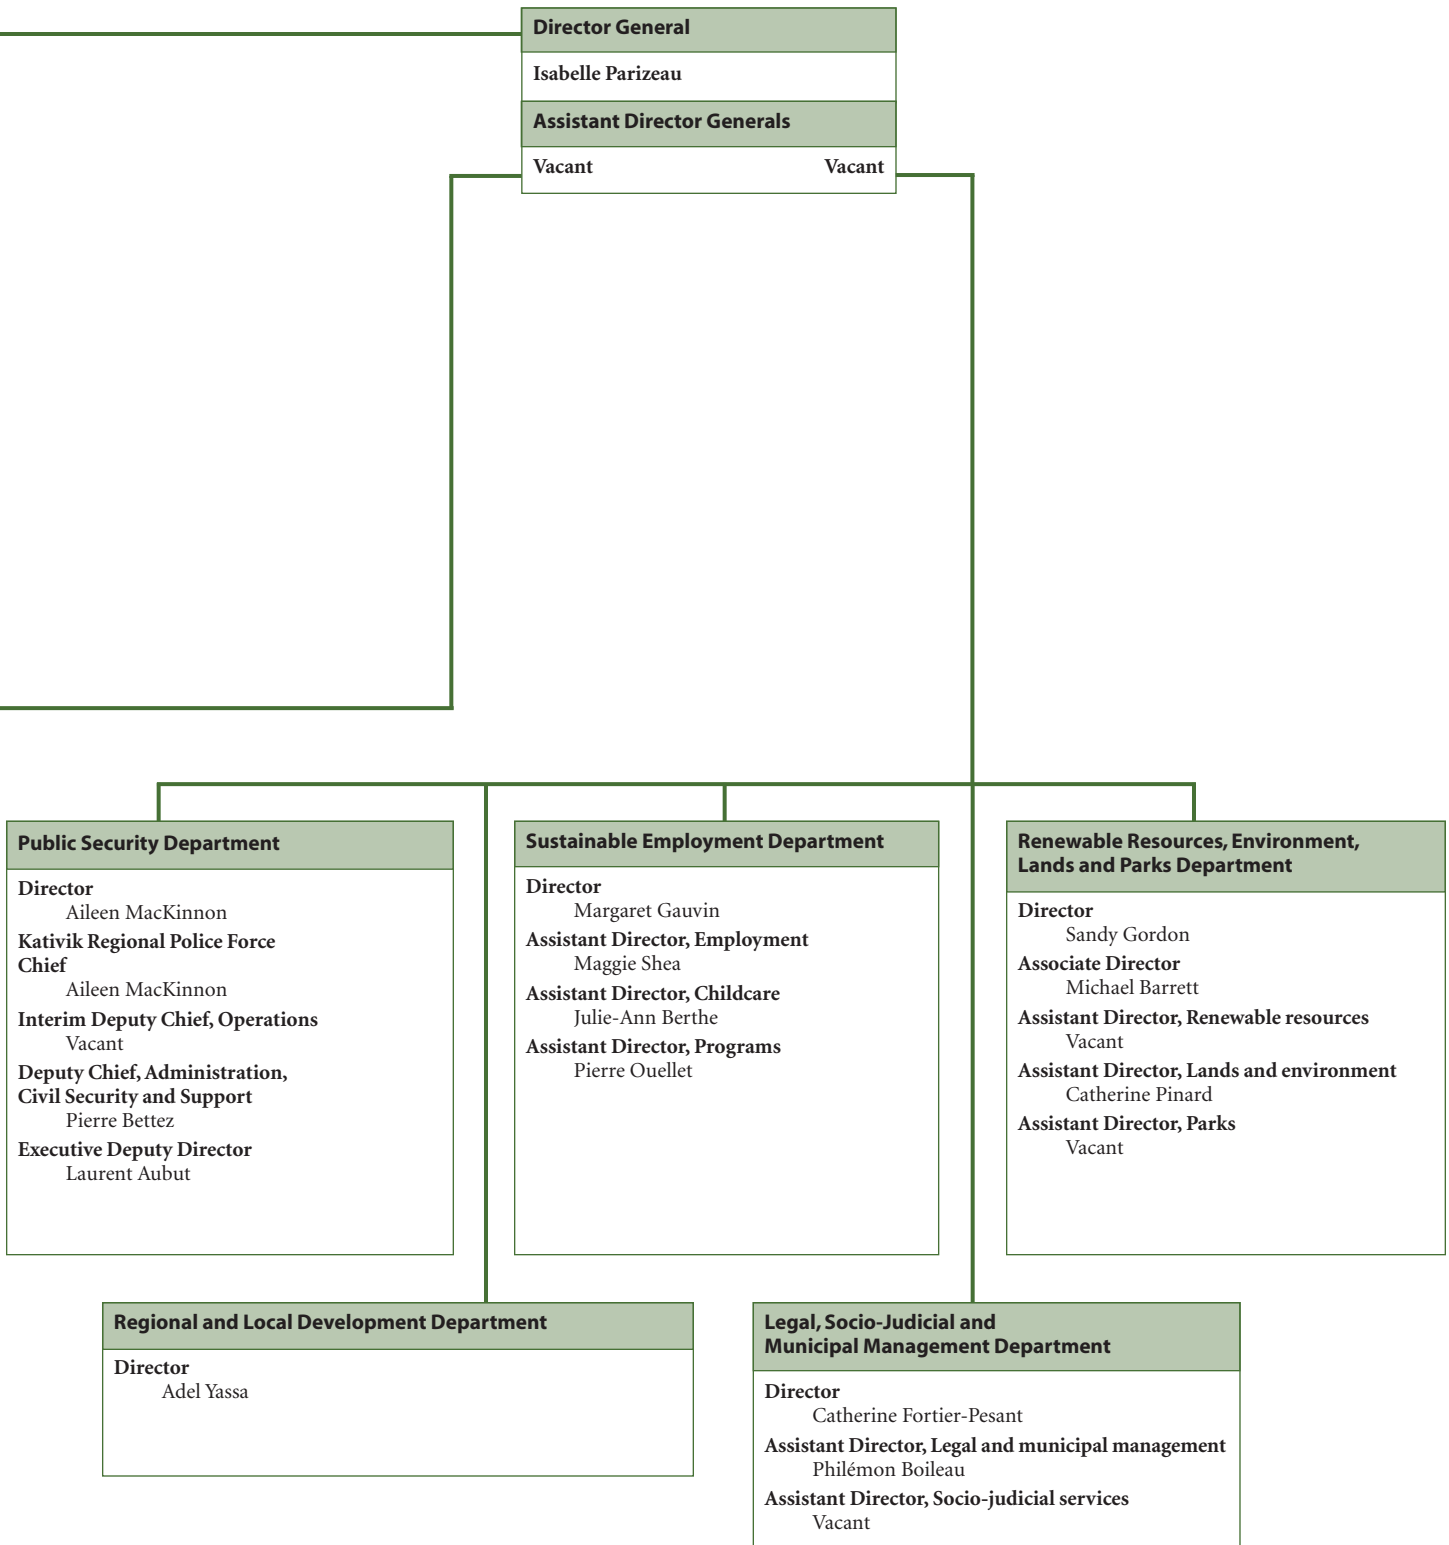 Director General
Isabelle Parizeau
Assistant Director Generals
Vacant Vacant
Public Security Department
Director
Aileen MacKinnon
Kativik Regional Police Force
Chief
Aileen MacKinnon
Interim Deputy Chief, Operations
Vacant
Deputy Chief, Administration,
Civil Security and Support
Pierre Bettez
Executive Deputy Director
Laurent Aubut
Sustainable Employment Department
Director
Margaret Gauvin
Assistant Director, Employment
Maggie Shea
Assistant Director, Childcare
Julie-Ann Berthe
Assistant Director, Programs
Pierre Ouellet
Renewable Resources, Environment,
Lands and Parks Department
Director
Sandy Gordon
Associate Director
Michael Barrett
Assistant Director, Renewable resources
Vacant
Assistant Director, Lands and environment
Catherine Pinard
Assistant Director, Parks
Vacant
Regional and Local Development Department
Director
Adel Yassa
Legal, Socio-Judicial and
Municipal Management Department
Director
Catherine Fortier-Pesant
Assistant Director, Legal and municipal management
Philémon Boileau
Assistant Director, Socio-judicial services
Vacant